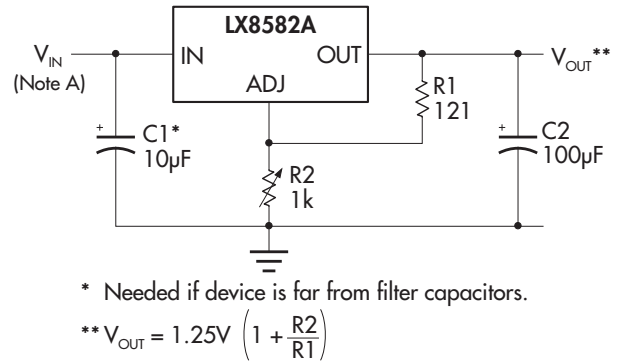 LX8582A
V_IN
(Note A)
IN
OUT
ADJ
V_OUT**
R1
121
+
C1*
10µF
R2
1k
+
C2
100µF
* Needed if device is far from filter capacitors.
** V_OUT = 1.25V (1 + R2/R1)